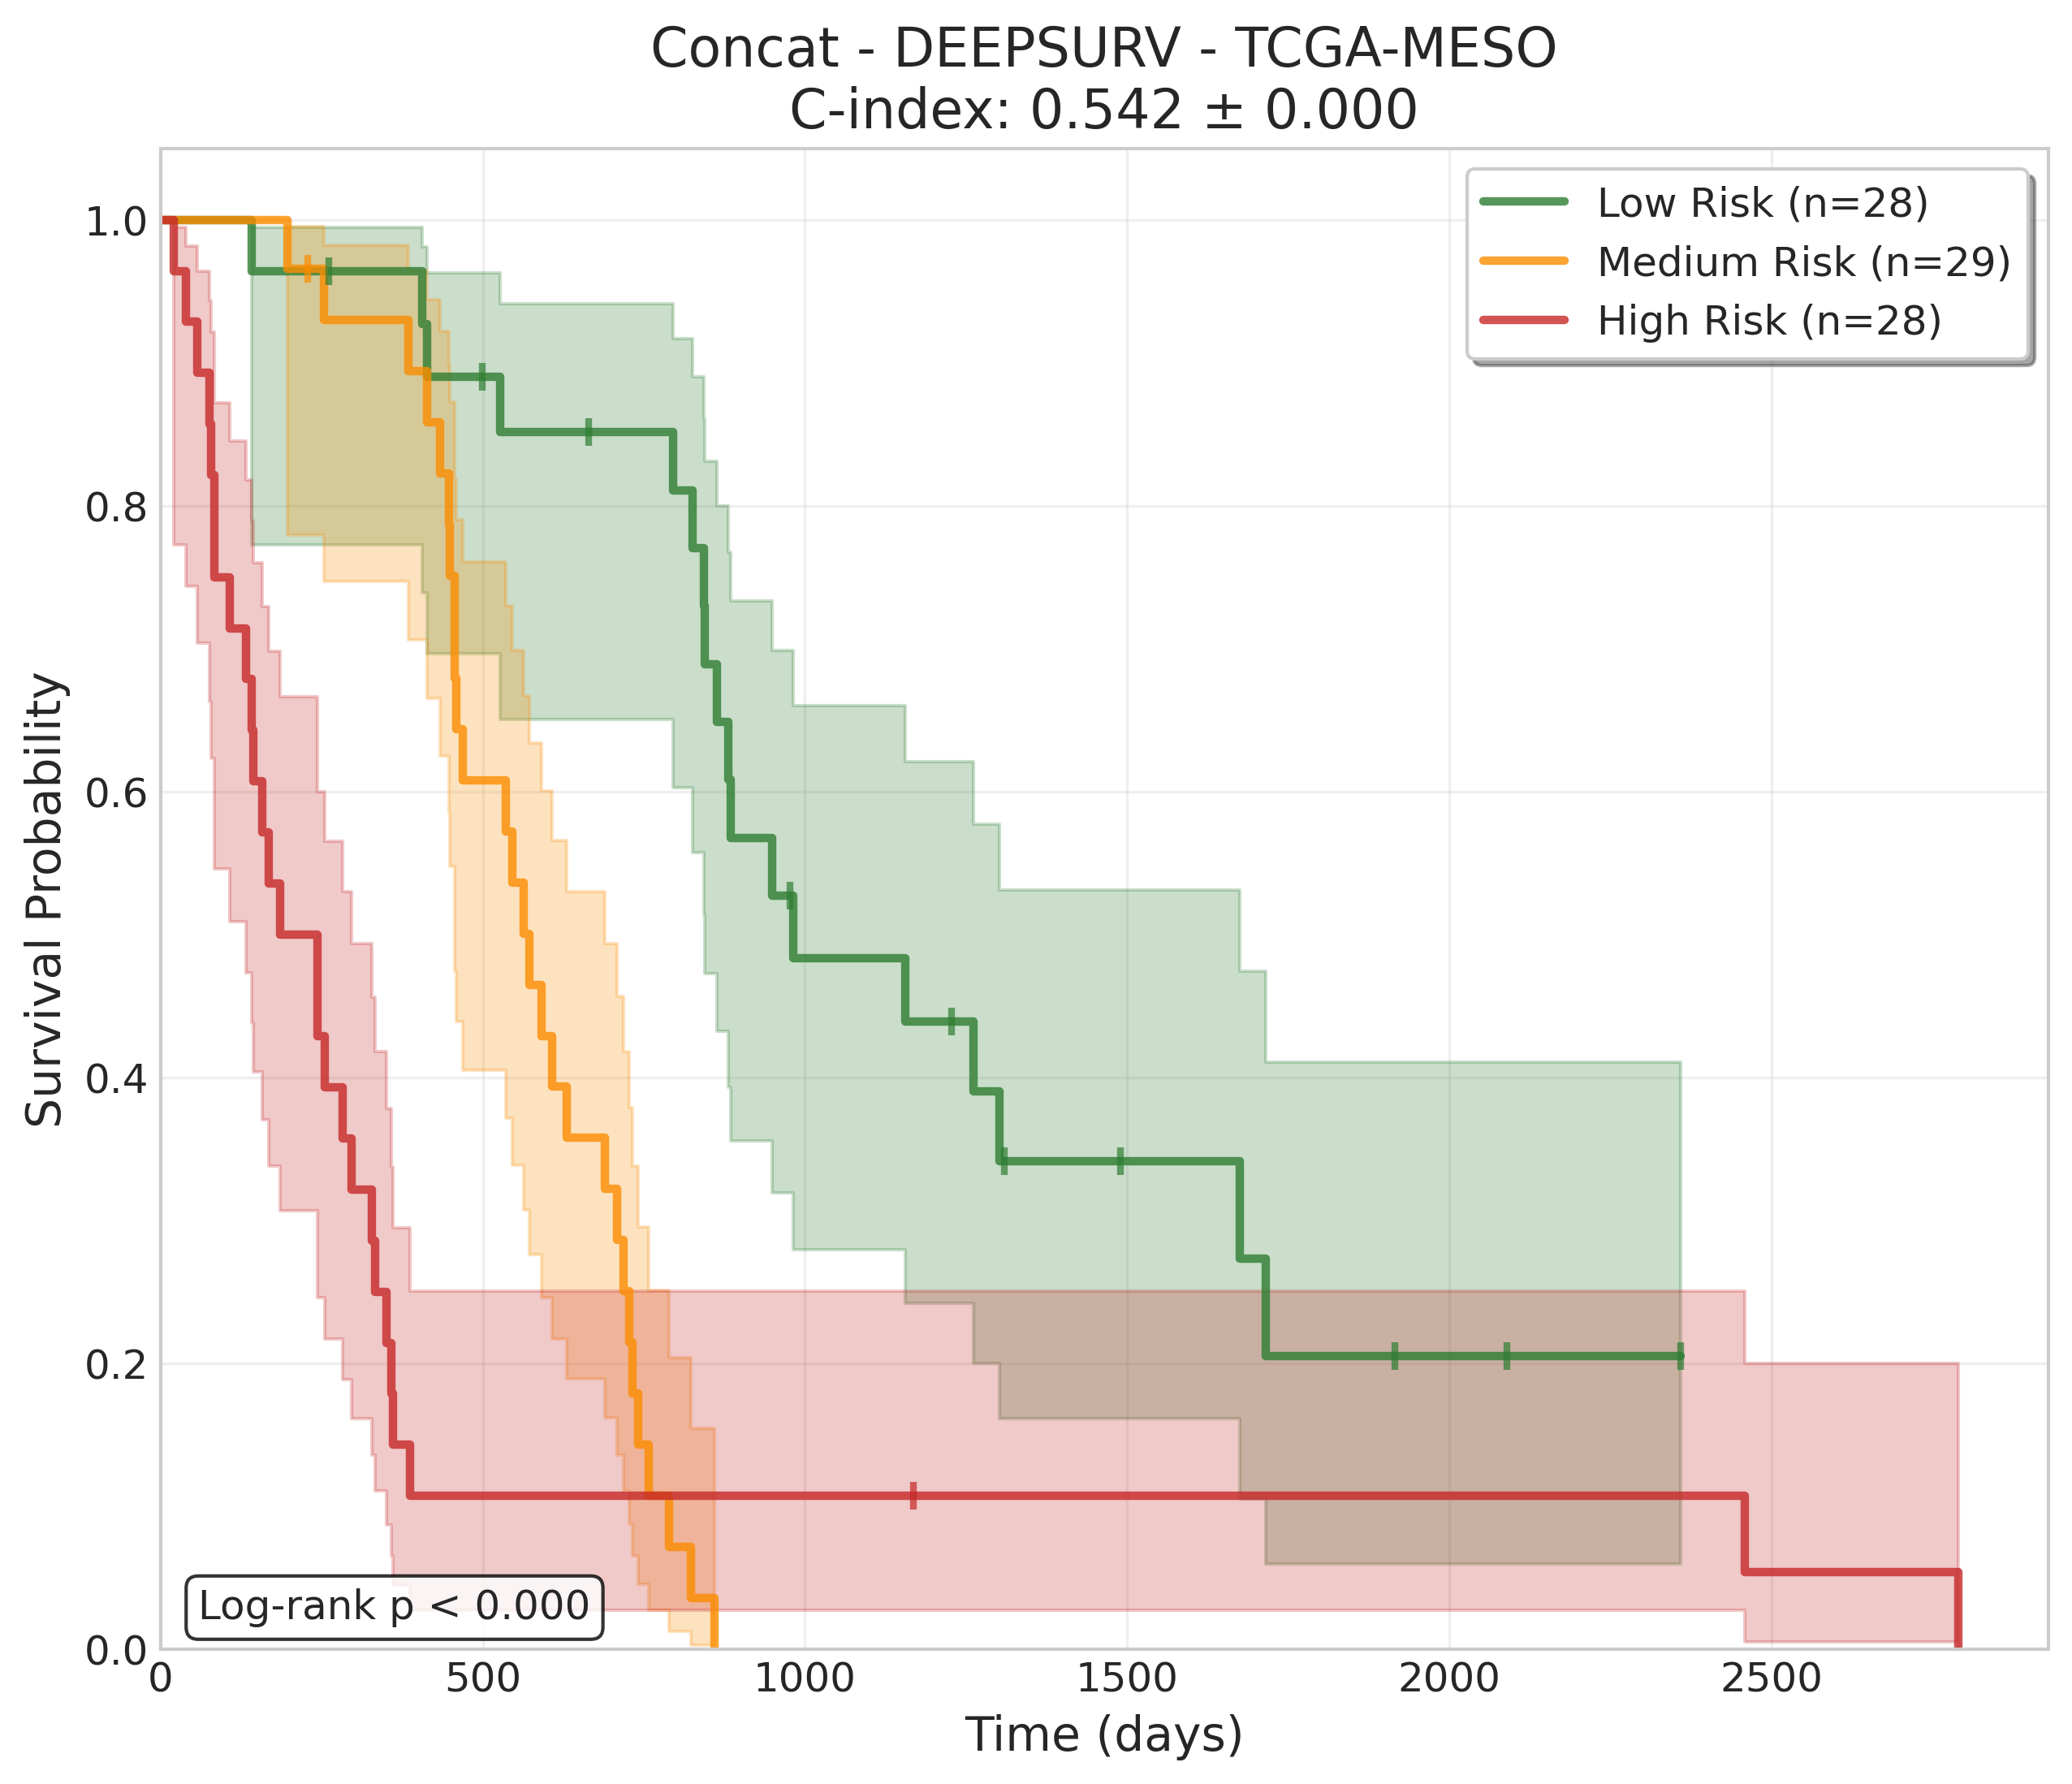 Concat - DEEPSURV - TCGA-MESO
C-index: 0.542 ± 0.000
Low Risk (n=28)
Medium Risk (n=29)
High Risk (n=28)
Survival Probability
1.0
0.8
0.6
0.4
0.2
0.0
Log-rank p < 0.000
0 500 1000 1500 2000 2500
Time (days)